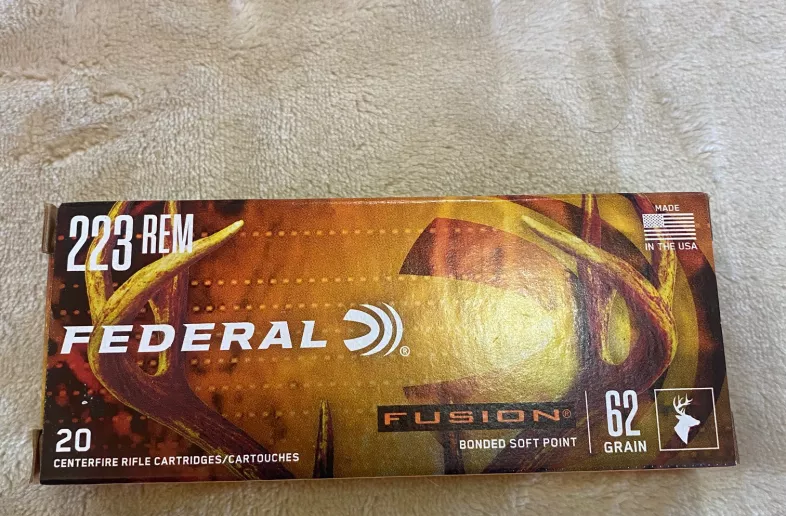 223 REM
MADE
IN THE USA
FEDERAL®
FUSION®
20
CENTERFIRE RIFLE CARTRIDGES/CARTOUCHES
BONDED SOFT POINT
62
GRAIN